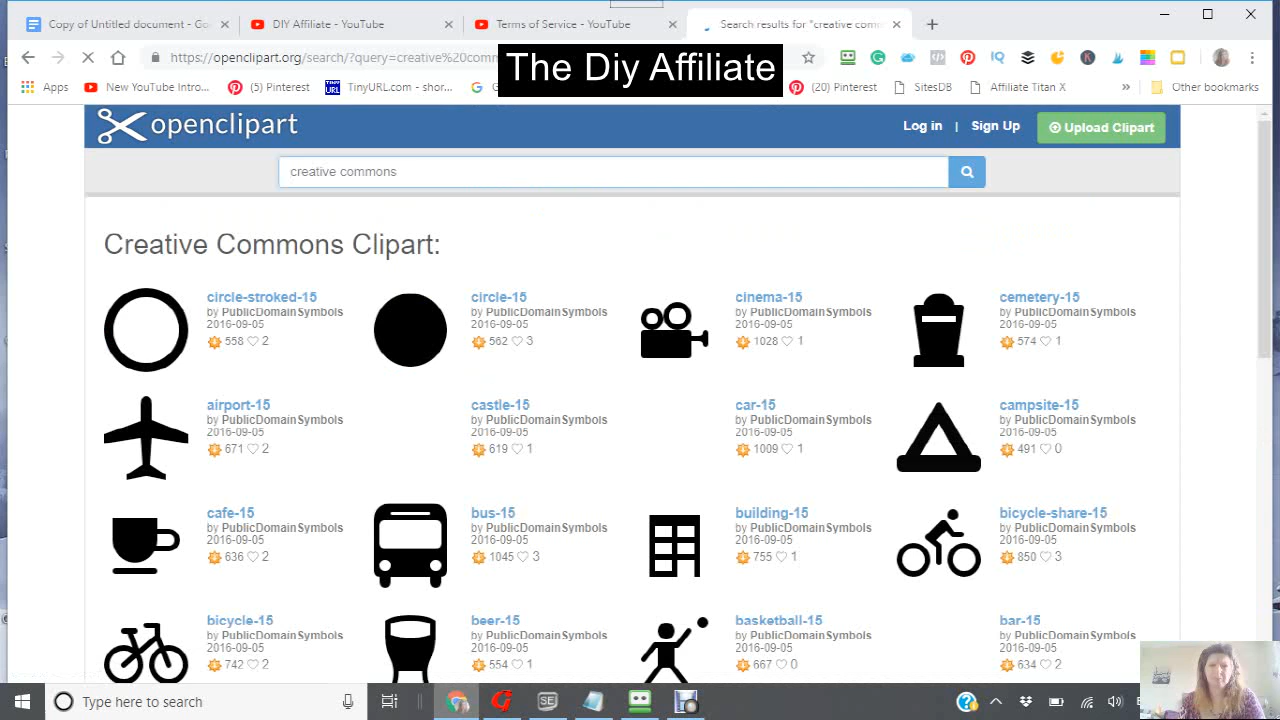 Copy of Untitled document - Go
DIY Affiliate - YouTube
Terms of Service - YouTube
Search results for "creative comm
https://openclipart.org/search/?query=creative%20comm
The Diy Affiliate
Apps
New YouTube Intro...
(5) Pinterest
TinyURL.com - shor...
(20) Pinterest
SitesDB
Affiliate Titan X
Other bookmarks
openclipart
Log in | Sign Up
Upload Clipart
creative commons
Creative Commons Clipart:
circle-stroked-15
by PublicDomainSymbols
2016-09-05
558 2
circle-15
by PublicDomainSymbols
2016-09-05
562 3
cinema-15
by PublicDomainSymbols
2016-09-05
1028 1
cemetery-15
by PublicDomainSymbols
2016-09-05
574 1
airport-15
by PublicDomainSymbols
2016-09-05
671 2
castle-15
by PublicDomainSymbols
2016-09-05
619 1
car-15
by PublicDomainSymbols
2016-09-05
1009 1
campsite-15
by PublicDomainSymbols
2016-09-05
491 0
cafe-15
by PublicDomainSymbols
2016-09-05
636 2
bus-15
by PublicDomainSymbols
2016-09-05
1045 3
building-15
by PublicDomainSymbols
2016-09-05
755 1
bicycle-share-15
by PublicDomainSymbols
2016-09-05
850 3
bicycle-15
by PublicDomainSymbols
2016-09-05
742 2
beer-15
by PublicDomainSymbols
2016-09-05
554 1
basketball-15
by PublicDomainSymbols
2016-09-05
667 0
bar-15
by PublicDomainSymbols
2016-09-05
634 2
Type here to search